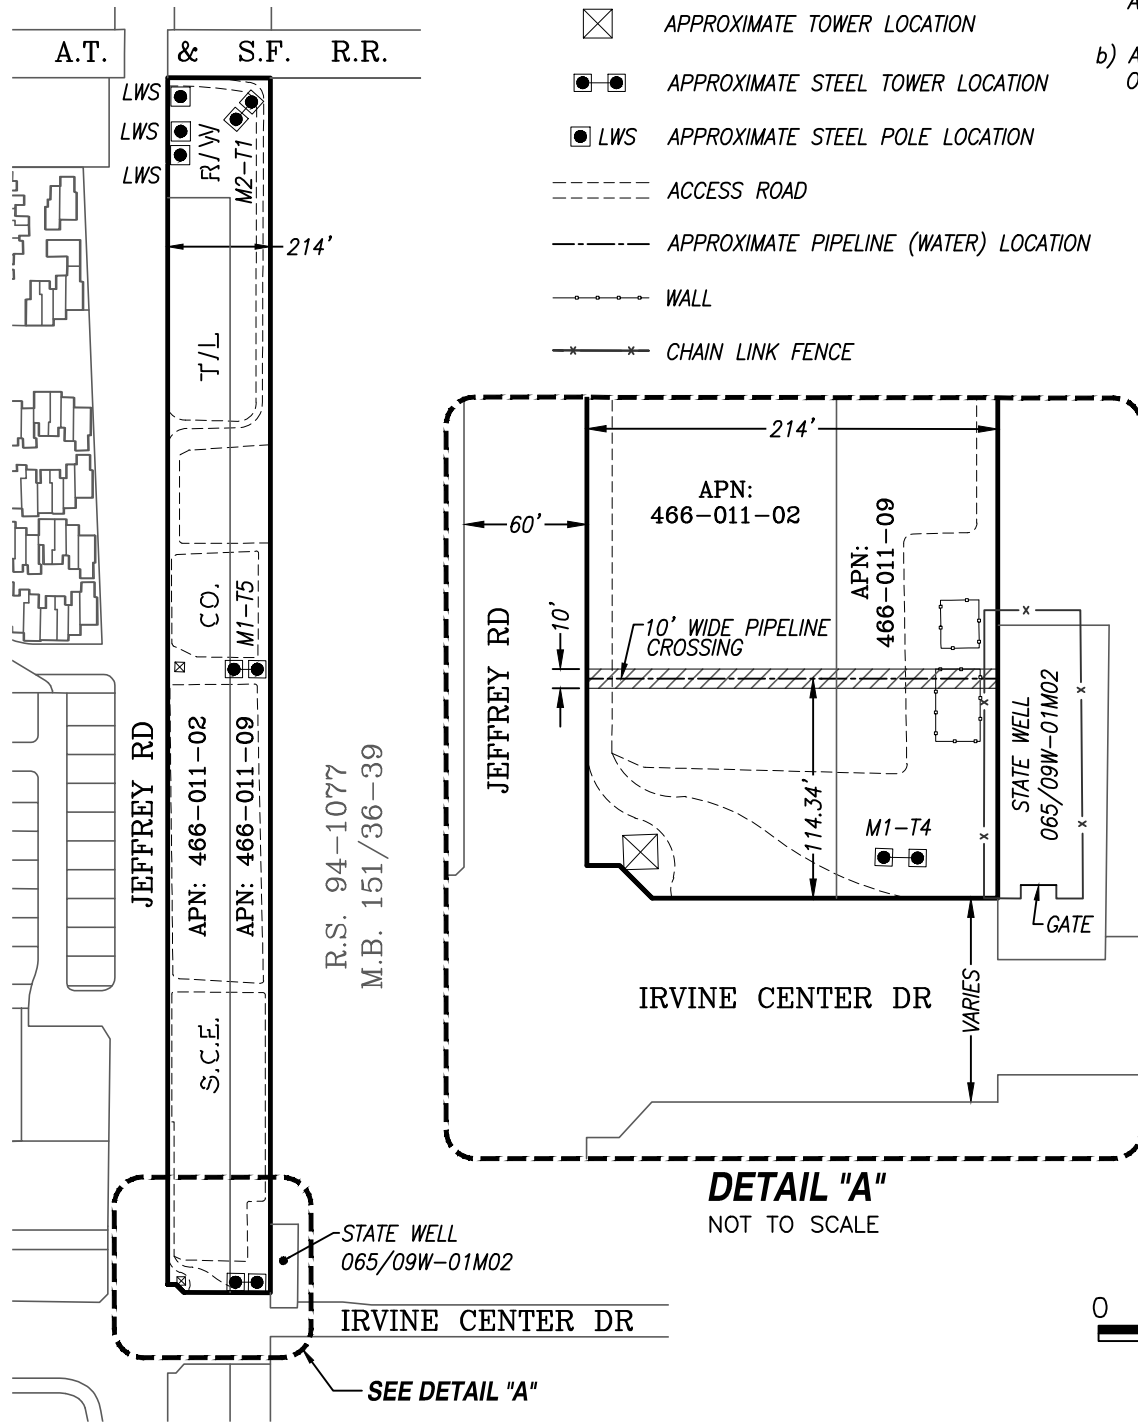 APPROXIMATE TOWER LOCATION
APPROXIMATE STEEL TOWER LOCATION
LWS APPROXIMATE STEEL POLE LOCATION
ACCESS ROAD
APPROXIMATE PIPELINE (WATER) LOCATION
WALL
CHAIN LINK FENCE
b) A
O
A.T. & S.F. R.R.
LWS
LWS
LWS
R/W
M2-T1
214'
T/L
CO.
M1-T5
JEFFREY RD
APN: 466-011-02
APN: 466-011-09
R.S. 94-1077
M.B. 151/36-39
S.C.E.
STATE WELL
065/09W-01M02
IRVINE CENTER DR
SEE DETAIL "A"
214'
APN:
466-011-02
60'
APN:
466-011-09
10'
10' WIDE PIPELINE
CROSSING
JEFFREY RD
114.34'
M1-T4
STATE WELL
065/09W-01M02
GATE
IRVINE CENTER DR
VARIES
DETAIL "A"
NOT TO SCALE
0